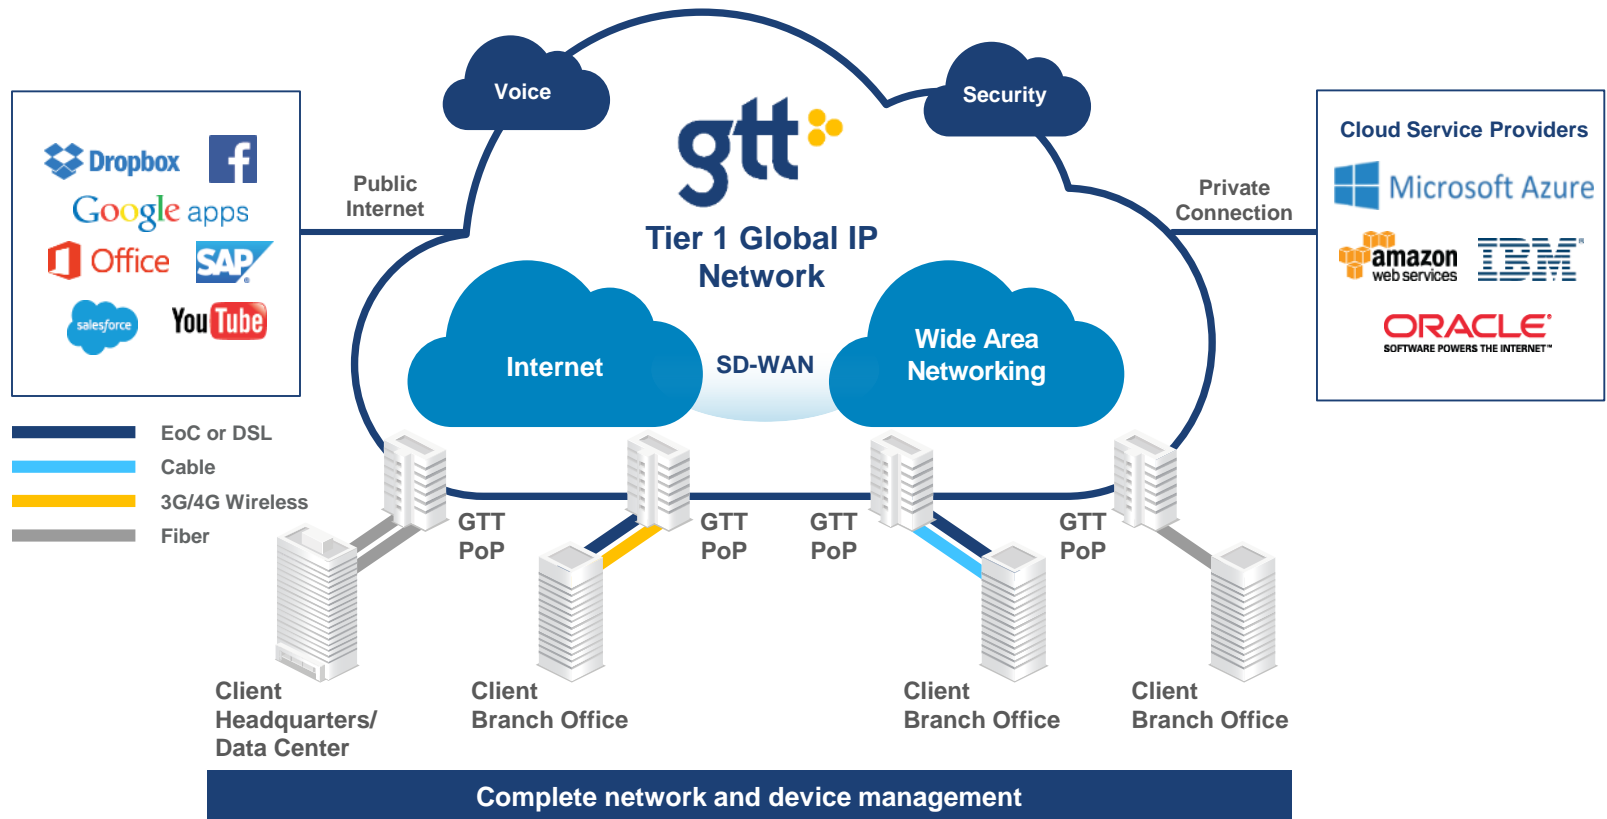 Voice
Security
gtt
Tier 1 Global IP
Network
Dropbox
f
Google apps
Office
SAP
salesforce
YouTube
Public
Internet
Private
Connection
Cloud Service Providers
Microsoft Azure
amazon
web services
IBM
ORACLE
SOFTWARE POWERS THE INTERNET™
Internet
SD-WAN
Wide Area
Networking
EoC or DSL
Cable
3G/4G Wireless
Fiber
GTT
PoP
GTT
PoP
GTT
PoP
GTT
PoP
Client
Headquarters/
Data Center
Client
Branch Office
Client
Branch Office
Client
Branch Office
Complete network and device management